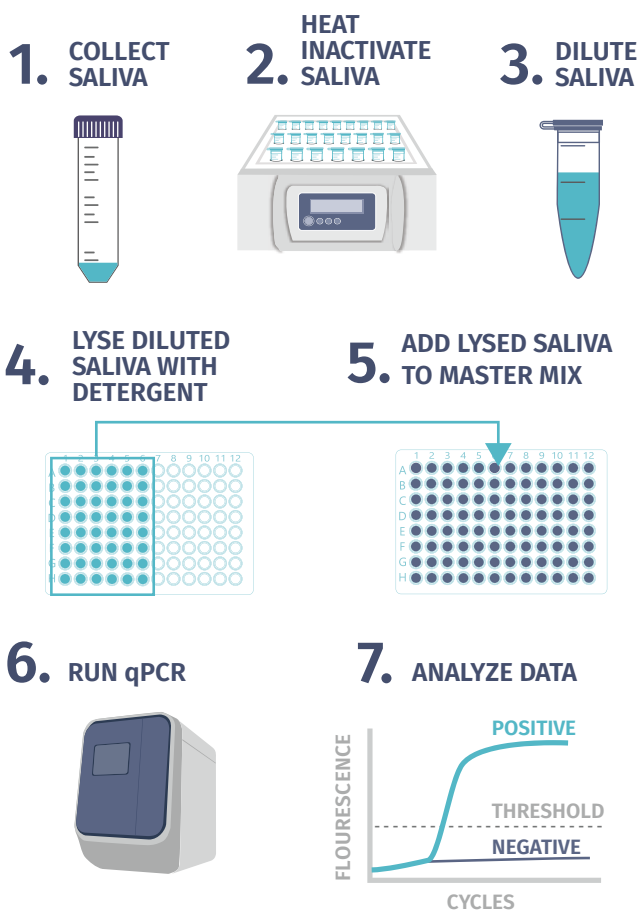 1. COLLECT
SALIVA
2. HEAT
INACTIVATE
SALIVA
3. DILUTE
SALIVA
4. LYSE DILUTED
SALIVA WITH
DETERGENT
5. ADD LYSED SALIVA
TO MASTER MIX
1 2 3 4 5 6 7 8 9 10 11 12
A
B
C
D
E
F
G
H
1 2 3 4 5 6 7 8 9 10 11 12
A
B
C
D
E
F
G
H
6. RUN qPCR
7. ANALYZE DATA
FLOURESCENCE
POSITIVE
THRESHOLD
NEGATIVE
CYCLES